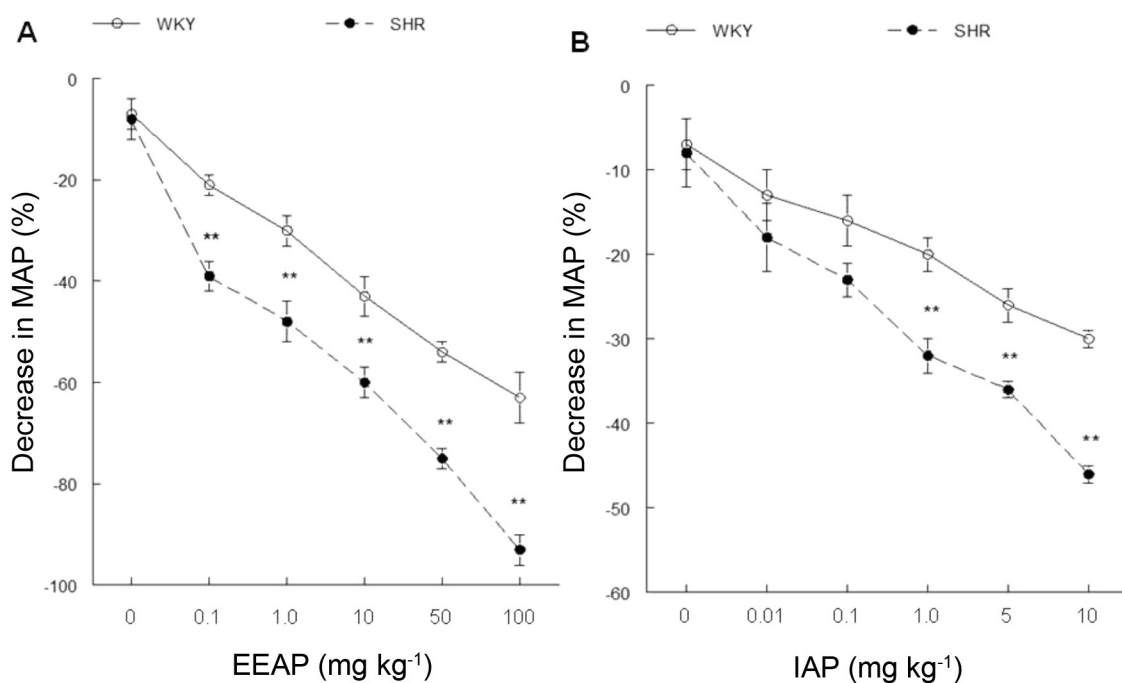 A
WKY
SHR
Decrease in MAP (%)
0
-20
-40
-60
-80
-100
**
**
**
**
**
0 0.1 1.0 10 50 100
EEAP (mg kg-1)
B
WKY
SHR
Decrease in MAP (%)
0
-10
-20
-30
-40
-50
-60
**
**
**
0 0.01 0.1 1.0 5 10
IAP (mg kg-1)